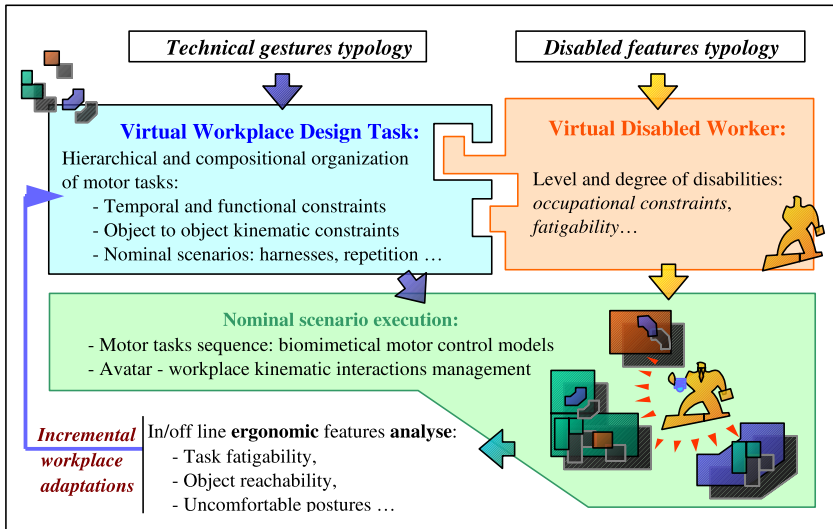 Technical gestures typology
Disabled features typology
Virtual Workplace Design Task:
Hierarchical and compositional organization
of motor tasks:
- Temporal and functional constraints
- Object to object kinematic constraints
- Nominal scenarios: harnesses, repetition …
Virtual Disabled Worker:
Level and degree of disabilities:
occupational constraints,
fatigability…
Nominal scenario execution:
- Motor tasks sequence: biomimetical motor control models
- Avatar - workplace kinematic interactions management
Incremental
workplace
adaptations
In/off line ergonomic features analyse:
- Task fatigability,
- Object reachability,
- Uncomfortable postures …